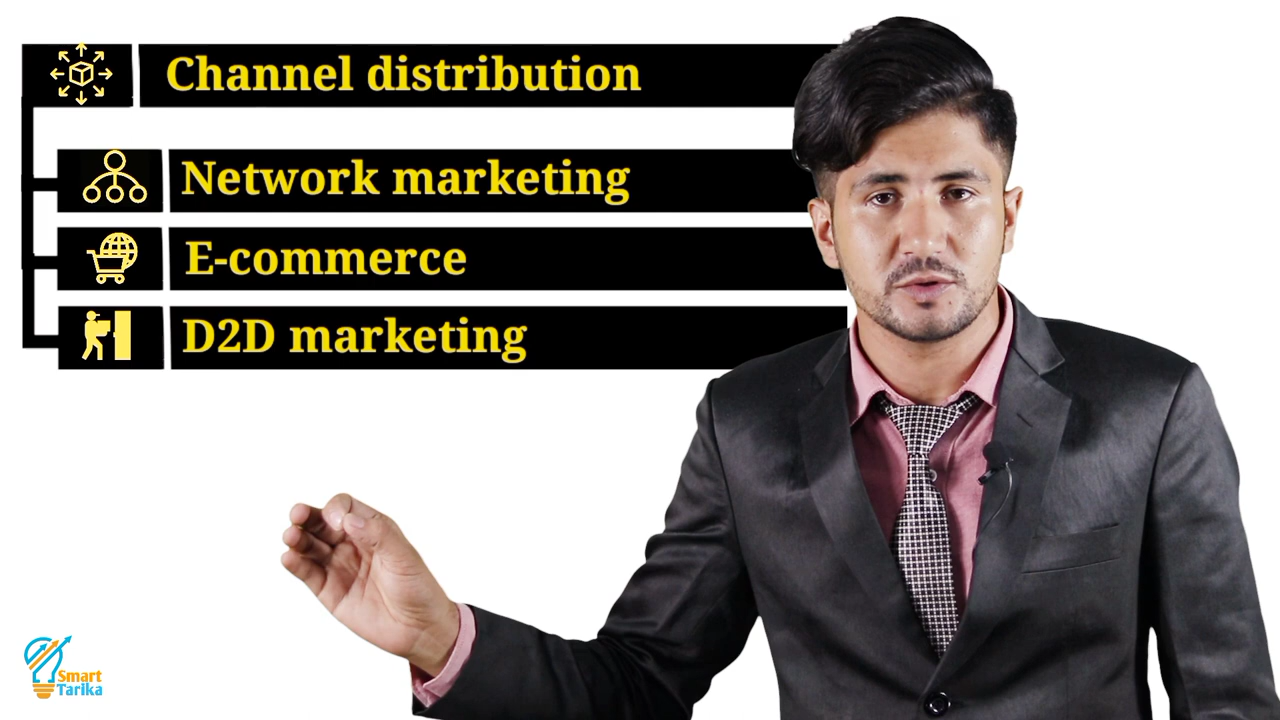 Channel distribution
Network marketing
E-commerce
D2D marketing
Smart
Tarika